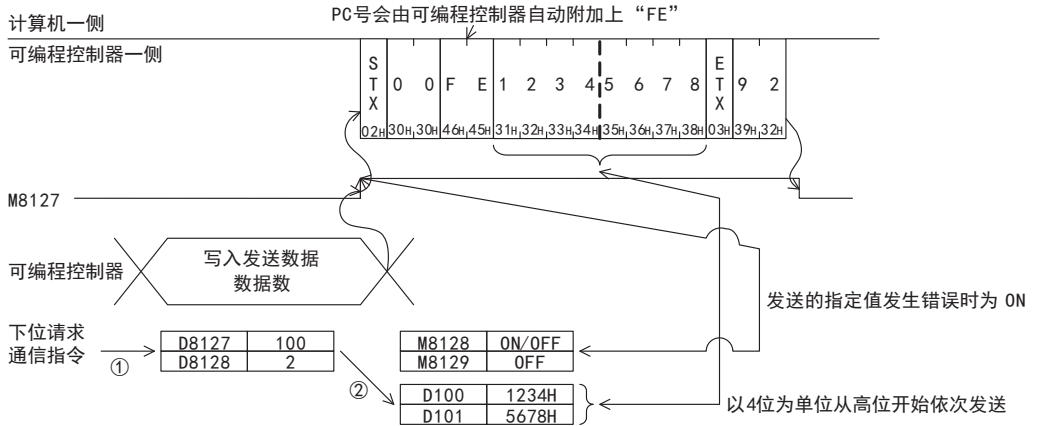 计算机一侧
PC号会由可编程控制器自动附加上“FE”
可编程控制器一侧
STX 0 0 F E 1 2 3 4 5 6 7 8 ETX 9 2
02H 30H,30H 46H,45H 31H,32H,33H,34H 35H,36H,37H,38H 03H 39H,32H
M8127
可编程控制器
写入发送数据
数据数
发送的指定值发生错误时为 ON
下位请求
通信指令
①
D8127 100
D8128 2
②
M8128 ON/OFF
M8129 OFF
D100 1234H
D101 5678H
以4位为单位从高位开始依次发送